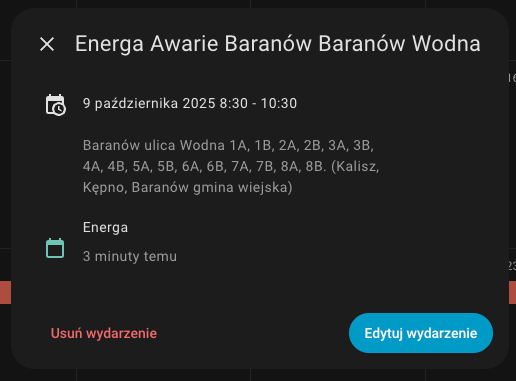 Energa Awarie Baranów Baranów Wodna
9 października 2025 8:30 - 10:30
Baranów ulica Wodna 1A, 1B, 2A, 2B, 3A, 3B,
4A, 4B, 5A, 5B, 6A, 6B, 7A, 7B, 8A, 8B. (Kalisz,
Kępno, Baranów gmina wiejska)
Energa
3 minuty temu
Usuń wydarzenie
Edytuj wydarzenie